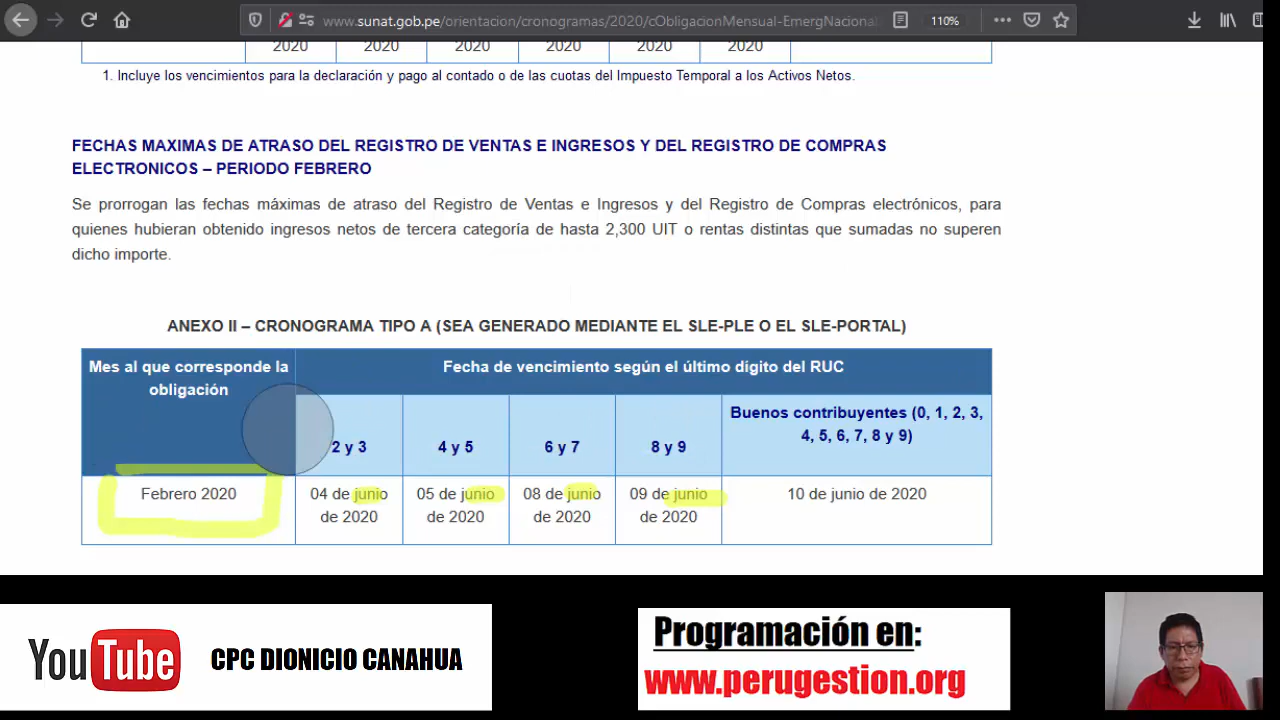 www.sunat.gob.pe/orientacion/cronogramas/2020/cObligacionMensual-EmergNacional
110%
2020 2020 2020 2020 2020 2020
1. Incluye los vencimientos para la declaración y pago al contado o de las cuotas del Impuesto Temporal a los Activos Netos.
FECHAS MAXIMAS DE ATRASO DEL REGISTRO DE VENTAS E INGRESOS Y DEL REGISTRO DE COMPRAS
ELECTRONICOS – PERIODO FEBRERO
Se prorrogan las fechas máximas de atraso del Registro de Ventas e Ingresos y del Registro de Compras electrónicos, para
quienes hubieran obtenido ingresos netos de tercera categoría de hasta 2,300 UIT o rentas distintas que sumadas no superen
dicho importe.
ANEXO II – CRONOGRAMA TIPO A (SEA GENERADO MEDIANTE EL SLE-PLE O EL SLE-PORTAL)
Mes al que corresponde la
obligación
Fecha de vencimiento según el último dígito del RUC
2 y 3
4 y 5
6 y 7
8 y 9
Buenos contribuyentes (0, 1, 2, 3,
4, 5, 6, 7, 8 y 9)
Febrero 2020
04 de junio
de 2020
05 de junio
de 2020
08 de junio
de 2020
09 de junio
de 2020
10 de junio de 2020
YouTube
CPC DIONICIO CANAHUA
Programación en:
www.perugestion.org